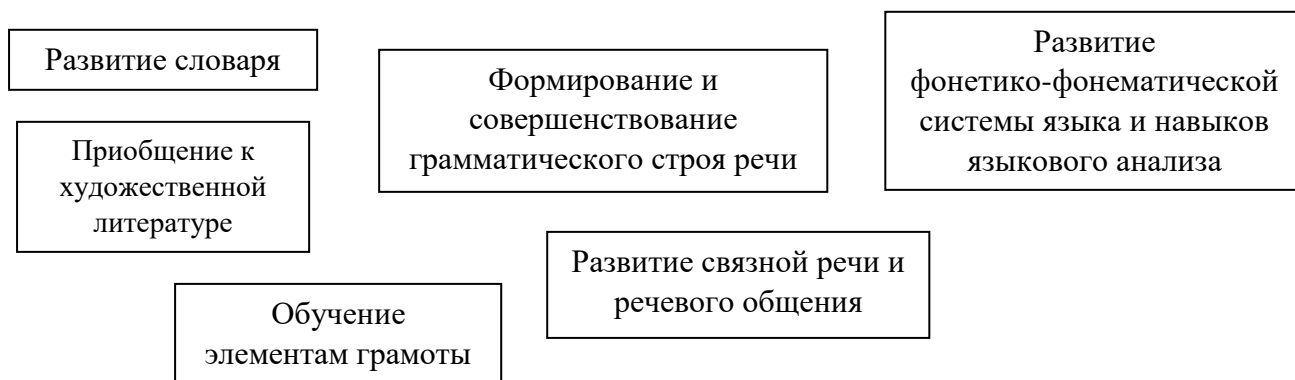 Развитие словаря
Приобщение к
художественной
литературе
Формирование и
совершенствование
грамматического строя речи
Развитие
фонетико-фонематической
системы языка и навыков
языкового анализа
Обучение
элементам грамоты
Развитие связной речи и
речевого общения